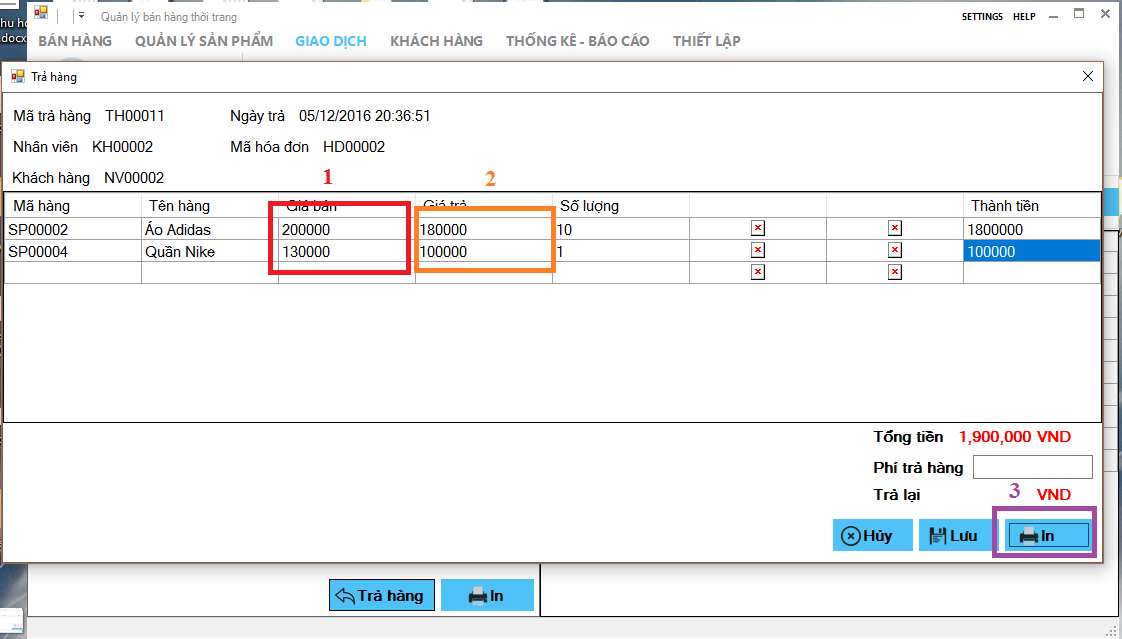 hu họ
docx
Quản lý bán hàng thời trang
SETTINGS HELP
BÁN HÀNG QUẢN LÝ SẢN PHẨM GIAO DỊCH KHÁCH HÀNG THỐNG KÊ - BÁO CÁO THIẾT LẬP
Trả hàng
Mã trả hàng TH00011 Ngày trả 05/12/2016 20:36:51
Nhân viên KH00002 Mã hóa đơn HD00002
Khách hàng NV00002
1 2
Mã hàng Tên hàng Giá bán Giá trả Số lượng Thành tiền
SP00002 Áo Adidas 200000 180000 10 1800000
SP00004 Quần Nike 130000 100000 1 100000
Tổng tiền 1,900,000 VND
Phí trả hàng
Trả lại VND
3
Hủy Lưu In
Trả hàng In